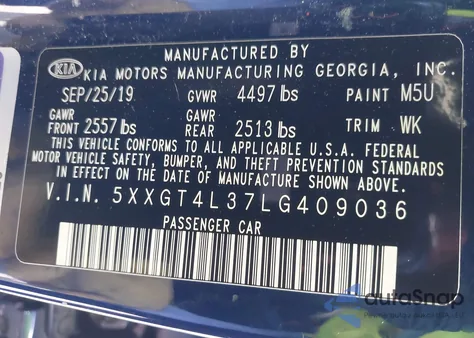 MANUFACTURED BY
KIA KIA MOTORS MANUFACTURING GEORGIA, INC.
SEP/25/19 GVWR 4497 lbs PAINT M5U
GAWR GAWR
FRONT 2557 lbs REAR 2513 lbs TRIM WK
THIS VEHICLE CONFORMS TO ALL APPLICABLE U.S.A. FEDERAL
MOTOR VEHICLE SAFETY, BUMPER, AND THEFT PREVENTION STANDARDS
IN EFFECT ON THE DATE OF MANUFACTURE SHOWN ABOVE.
V.I.N. 5XXGT4L37LG409036
PASSENGER CAR
autoSnap